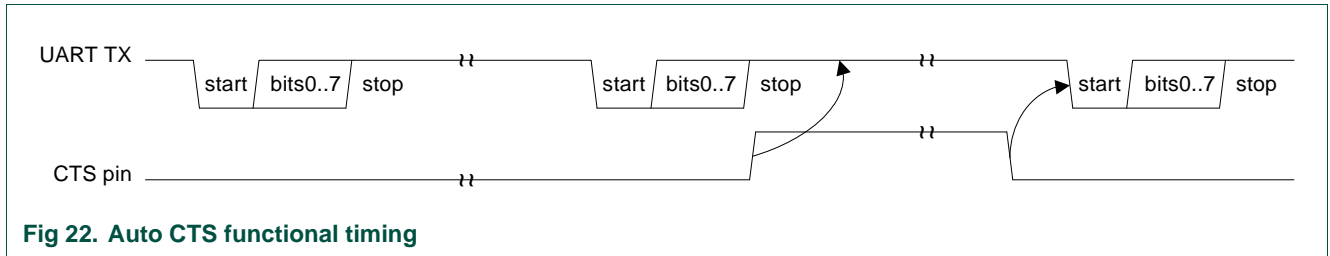 UART TX
start bits0..7 stop start bits0..7 stop start bits0..7 stop
CTS pin
Fig 22. Auto CTS functional timing